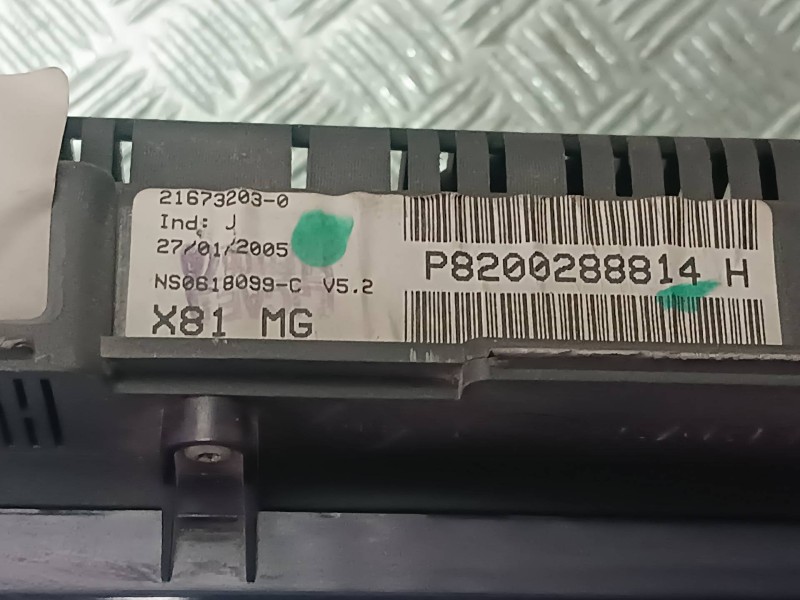 21673203-0
Ind: J
27/01/2005
NS0618099-C V5.2
X81 MG
P8200288814 H